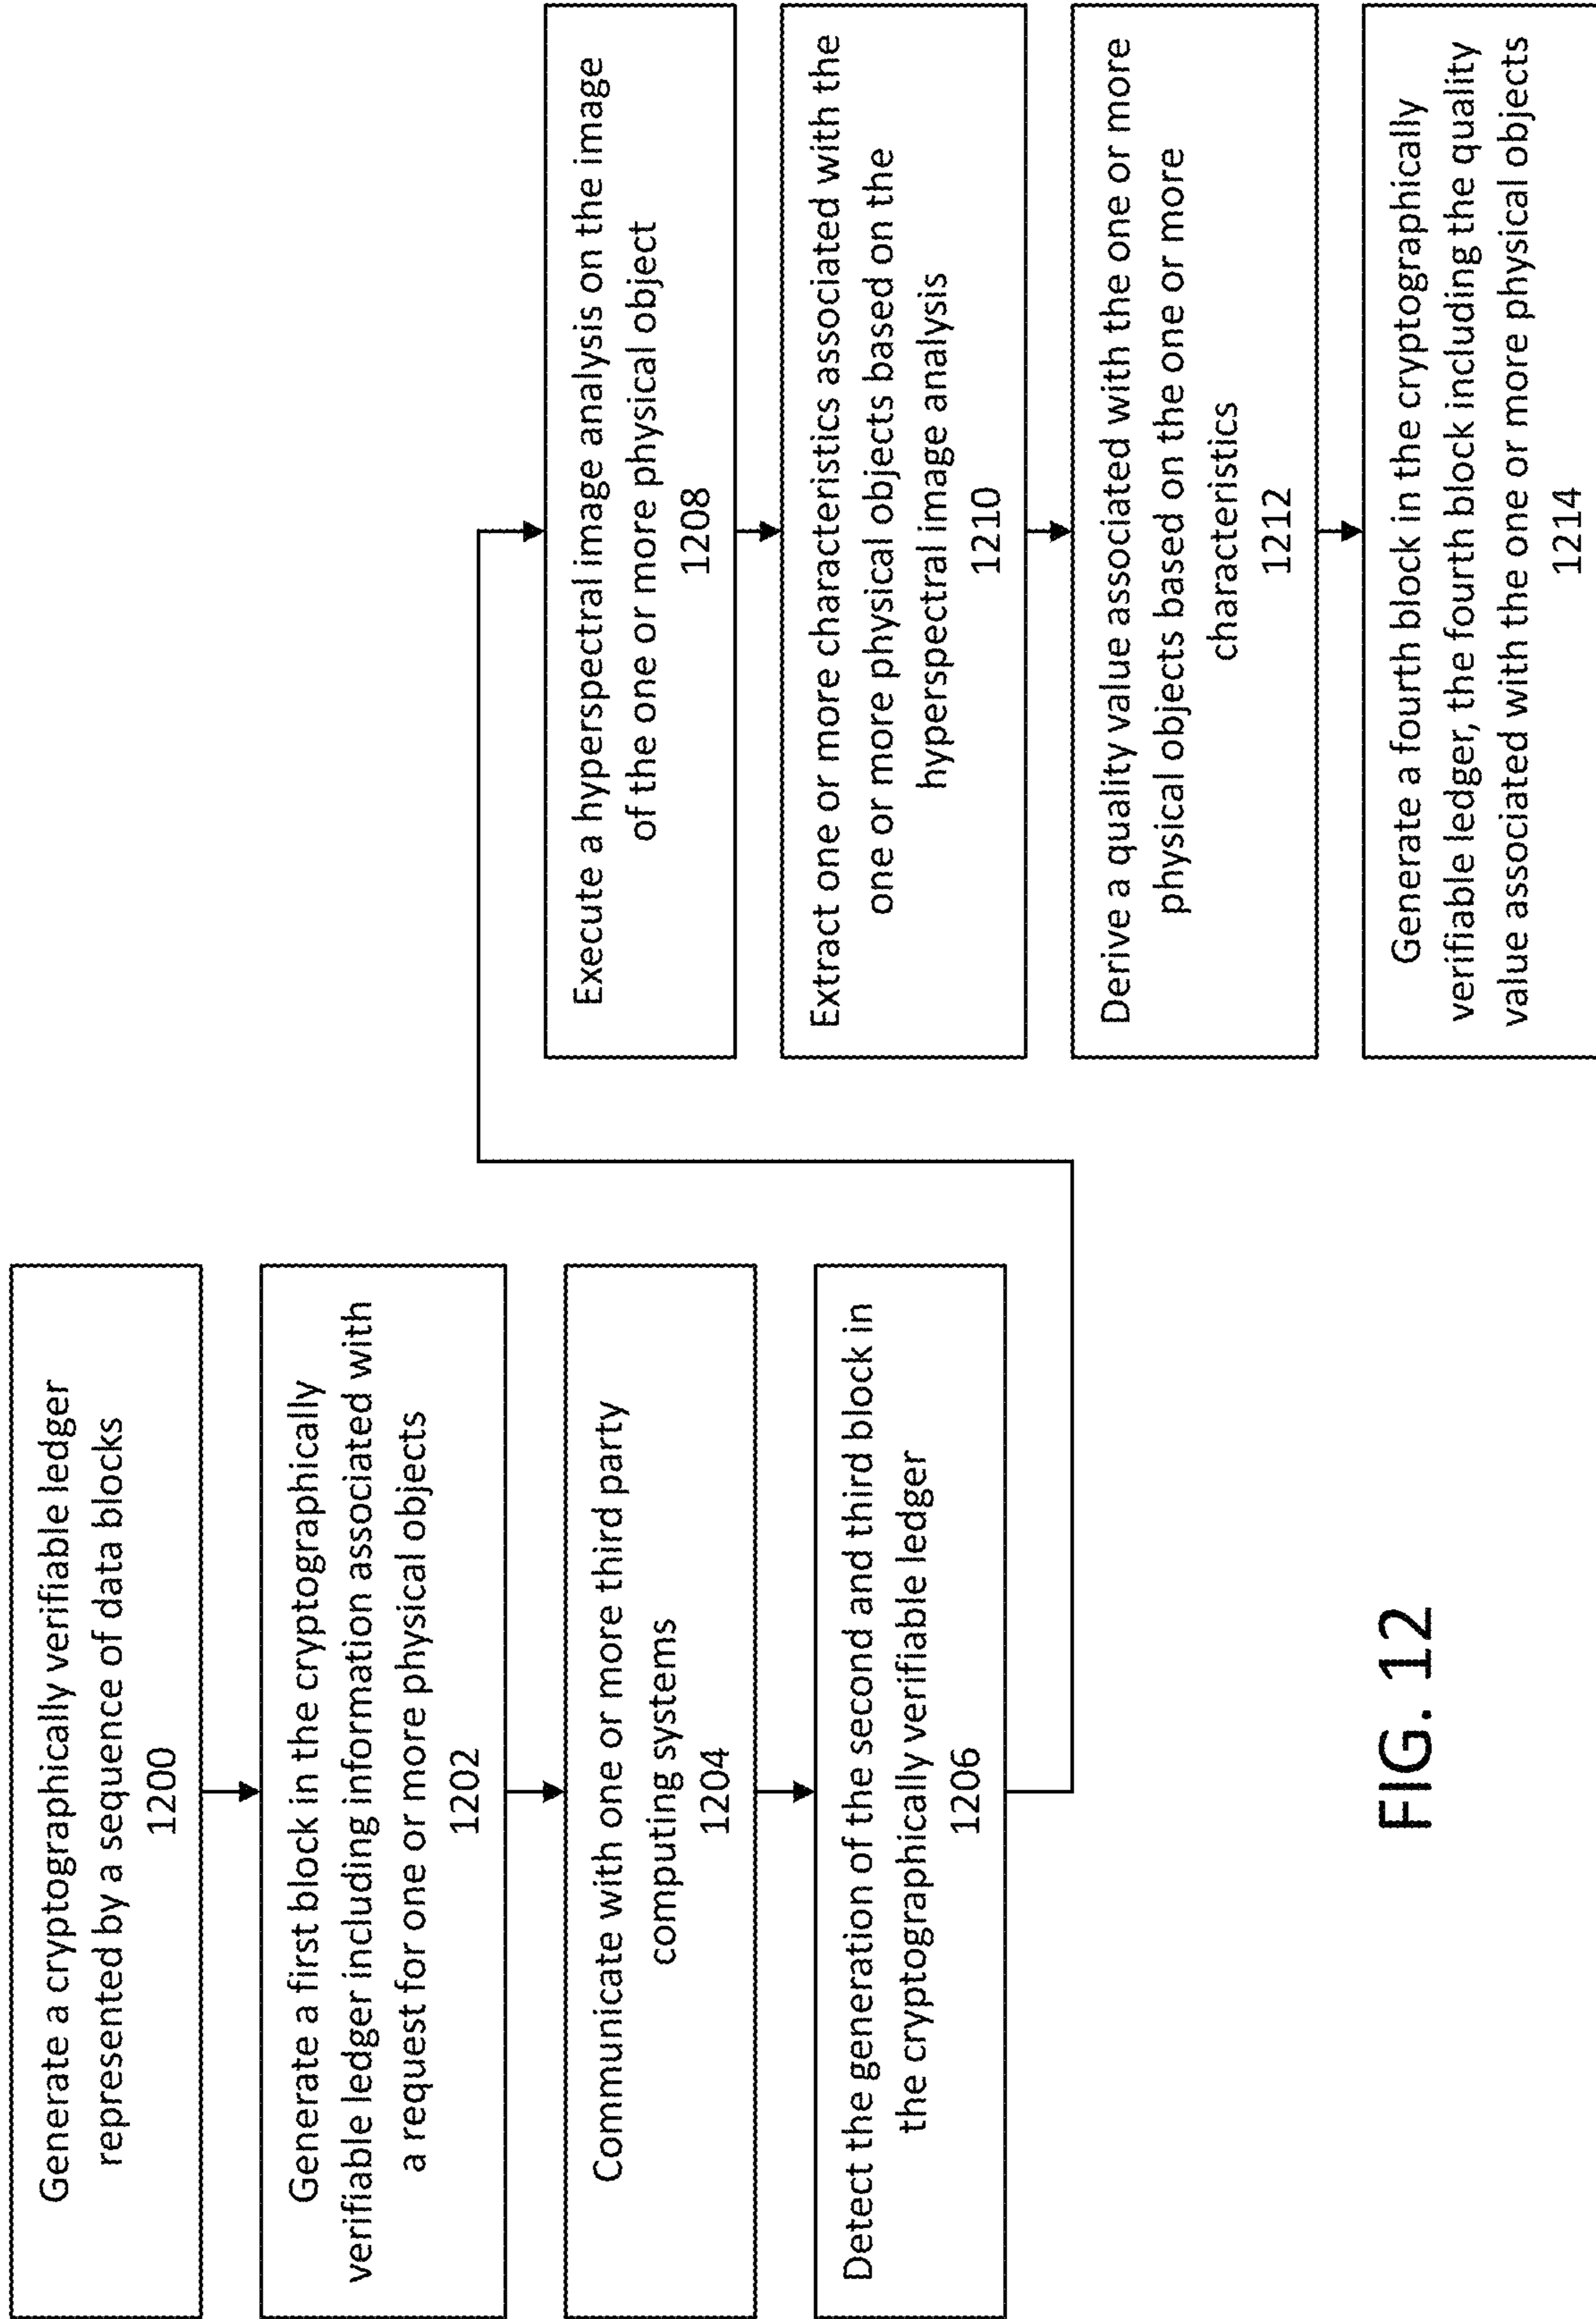 Generate a cryptographically verifiable ledger
represented by a sequence of data blocks
1200
Generate a first block in the cryptographically
verifiable ledger including information associated with
a request for one or more physical objects
1202
Communicate with one or more third party
computing systems
1204
Detect the generation of the second and third block in
the cryptographically verifiable ledger
1206
Execute a hyperspectral image analysis on the image
of the one or more physical object
1208
Extract one or more characteristics associated with the
one or more physical objects based on the
hyperspectral image analysis
1210
Derive a quality value associated with the one or more
physical objects based on the one or more
characteristics
1212
Generate a fourth block in the cryptographically
verifiable ledger, the fourth block including the quality
value associated with the one or more physical objects
1214
FIG. 12